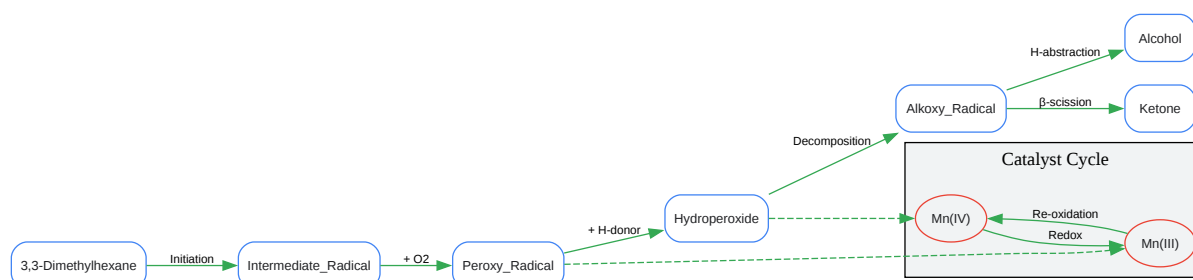 Alcohol
H-abstraction
Alkoxy_Radical
β-scission
Ketone
Decomposition
Catalyst Cycle
Hydroperoxide
Mn(IV)
Re-oxidation
+ H-donor
Redox
Mn(III)
3,3-Dimethylhexane
Initiation
Intermediate_Radical
+ O2
Peroxy_Radical